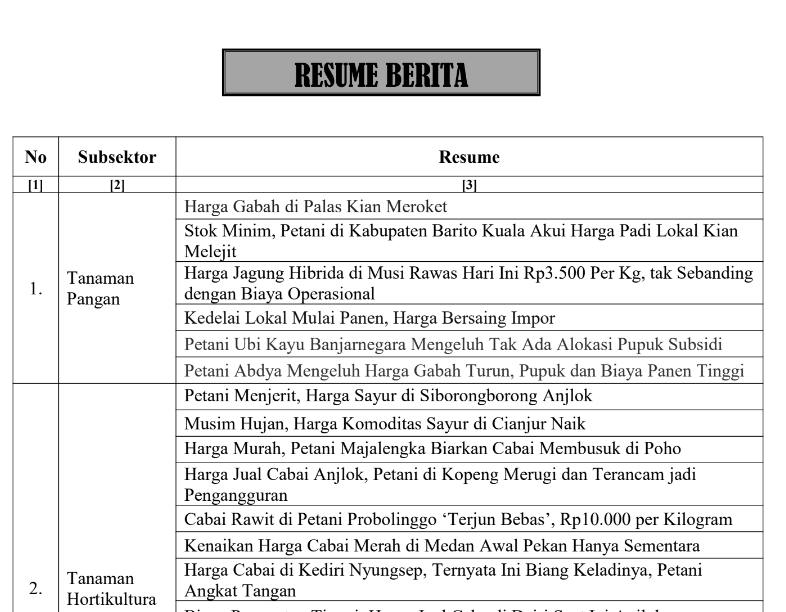 RESUME BERITA
No Subsektor Resume
[1] [2] [3]
Harga Gabah di Palas Kian Meroket
Stok Minim, Petani di Kabupaten Barito Kuala Akui Harga Padi Lokal Kian
Melejit
1. Tanaman
Pangan
Harga Jagung Hibrida di Musi Rawas Hari Ini Rp3.500 Per Kg, tak Sebanding
dengan Biaya Operasional
Kedelai Lokal Mulai Panen, Harga Bersaing Impor
Petani Ubi Kayu Banjarnegara Mengeluh Tak Ada Alokasi Pupuk Subsidi
Petani Abdya Mengeluh Harga Gabah Turun, Pupuk dan Biaya Panen Tinggi
Petani Menjerit, Harga Sayur di Siborongborong Anjlok
Musim Hujan, Harga Komoditas Sayur di Cianjur Naik
Harga Murah, Petani Majalengka Biarkan Cabai Membusuk di Poho
Harga Jual Cabai Anjlok, Petani di Kopeng Merugi dan Terancam jadi
Pengangguran
Cabai Rawit di Petani Probolinggo ‘Terjun Bebas’, Rp10.000 per Kilogram
Kenaikan Harga Cabai Merah di Medan Awal Pekan Hanya Sementara
2. Tanaman
Hortikultura
Harga Cabai di Kediri Nyungsep, Ternyata Ini Biang Keladinya, Petani
Angkat Tangan